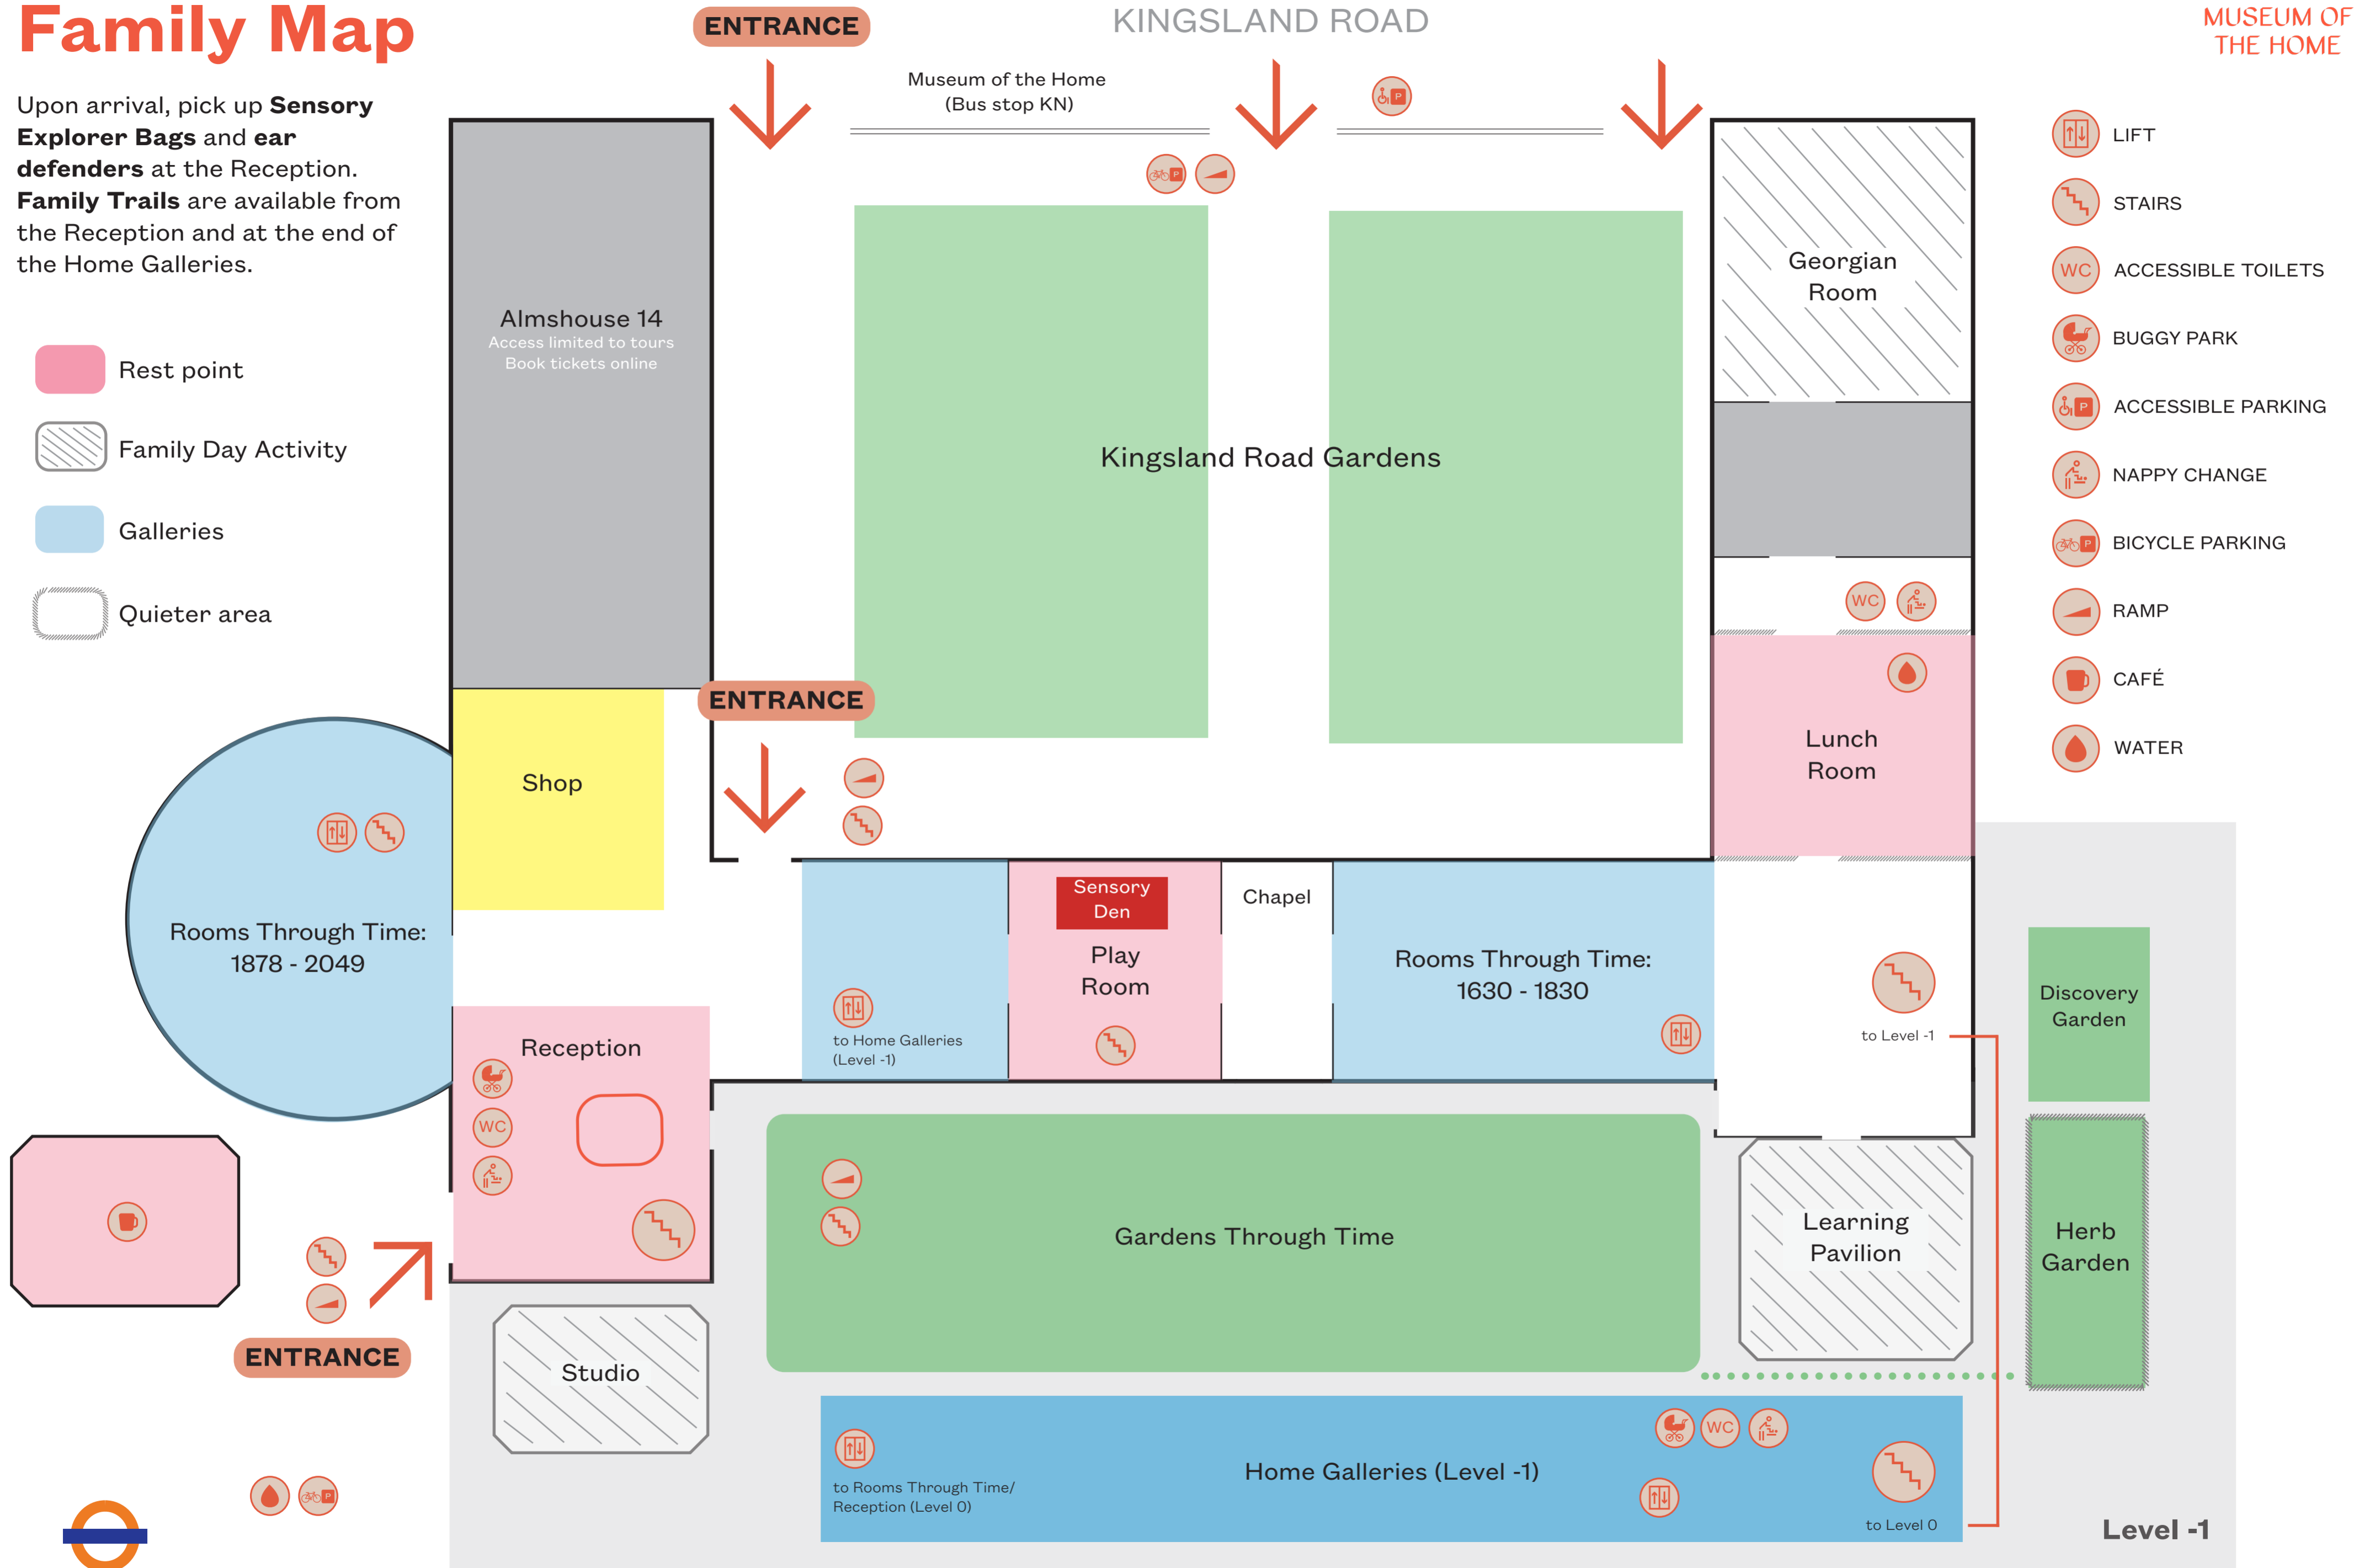 Family Map
ENTRANCE
KINGSLAND ROAD
MUSEUM OF
THE HOME
Upon arrival, pick up Sensory
Explorer Bags and ear
defenders at the Reception.
Family Trails are available from
the Reception and at the end of
the Home Galleries.
Museum of the Home
(Bus stop KN)
P
P
Rest point
Family Day Activity
Galleries
Quieter area
LIFT
STAIRS
WC ACCESSIBLE TOILETS
BUGGY PARK
P ACCESSIBLE PARKING
NAPPY CHANGE
P BICYCLE PARKING
RAMP
CAFÉ
WATER
Almshouse 14
Access limited to tours
Book tickets online
Kingsland Road Gardens
Georgian
Room
WC
Lunch
Room
ENTRANCE
Shop
Rooms Through Time:
1878 - 2049
Sensory
Den
Play
Room
Chapel
Rooms Through Time:
1630 - 1830
to Home Galleries
(Level -1)
to Level -1
Discovery
Garden
Reception
WC
Gardens Through Time
Learning
Pavilion
Herb
Garden
ENTRANCE
Studio
P
Home Galleries (Level -1)
to Rooms Through Time/
Reception (Level 0)
WC
to Level 0
Level -1